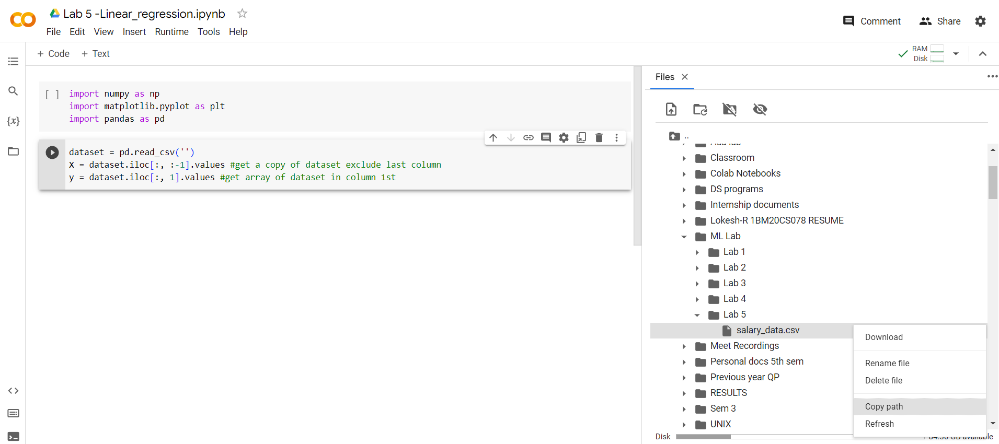 Lab 5 -Linear_regression.ipynb
File Edit View Insert Runtime Tools Help
Comment Share
+ Code + Text
RAM
Disk
[ ] import numpy as np
import matplotlib.pyplot as plt
import pandas as pd
dataset = pd.read_csv('')
X = dataset.iloc[:, :-1].values #get a copy of dataset exclude last column
y = dataset.iloc[:, 1].values #get array of dataset in column 1st
{x}
Files
..
Classroom
Colab Notebooks
DS programs
Internship documents
Lokesh-R 1BM20CS078 RESUME
ML Lab
Lab 1
Lab 2
Lab 3
Lab 4
Lab 5
salary_data.csv
Meet Recordings
Personal docs 5th sem
Previous year QP
RESULTS
Sem 3
UNIX
Download
Rename file
Delete file
Copy path
Refresh
Disk available